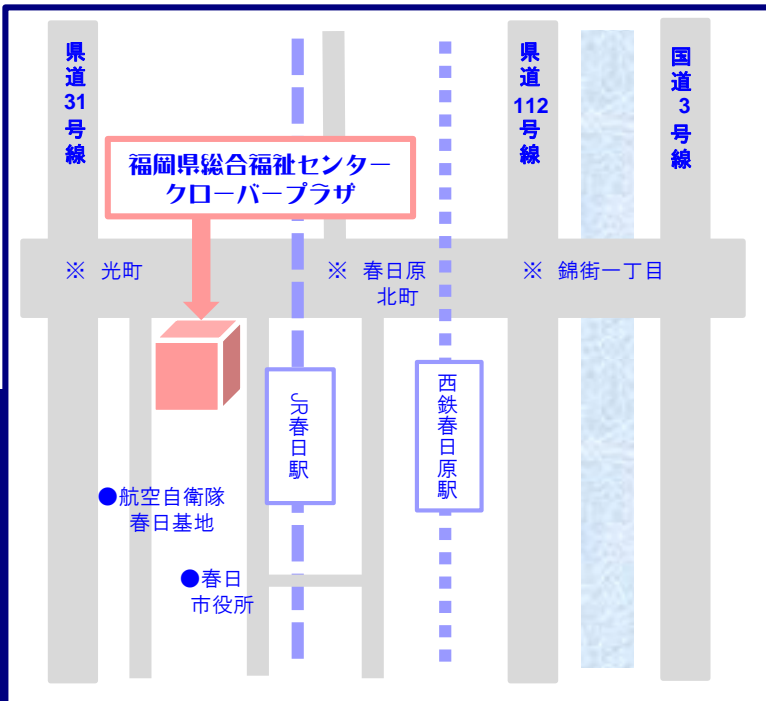 県道31号線
県道112号線
国道3号線
福岡県総合福祉センター
クローバープラザ
※ 光町
※ 春日原
北町
※ 錦街一丁目
JR春日駅
西鉄春日原駅
●航空自衛隊
春日基地
●春日
市役所